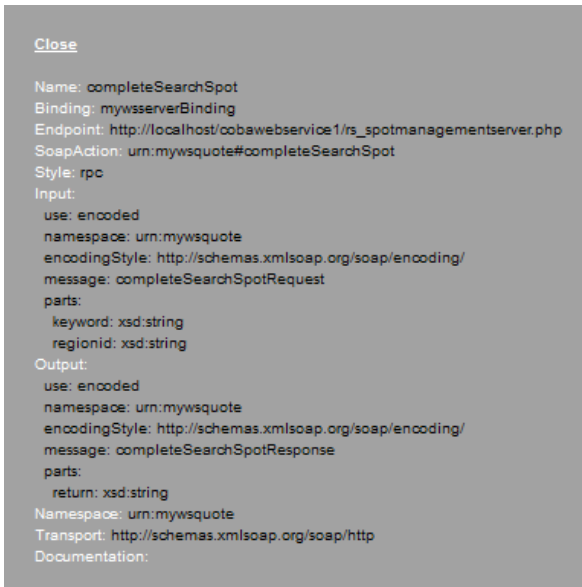 Close
Name: completeSearchSpot
Binding: mywsserverBinding
Endpoint: http://localhost/cobawebservice1/rs_spotmanagementserver.php
SoapAction: urn:mywsquote#completeSearchSpot
Style: rpc
Input:
use: encoded
namespace: urn:mywsquote
encodingStyle: http://schemas.xmlsoap.org/soap/encoding/
message: completeSearchSpotRequest
parts:
keyword: xsd:string
regionid: xsd:string
Output:
use: encoded
namespace: urn:mywsquote
encodingStyle: http://schemas.xmlsoap.org/soap/encoding/
message: completeSearchSpotResponse
parts:
return: xsd:string
Namespace: urn:mywsquote
Transport: http://schemas.xmlsoap.org/soap/http
Documentation: